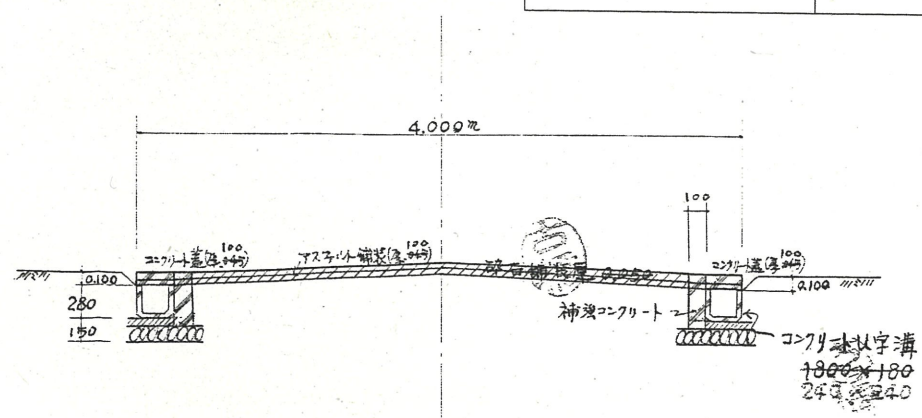 4.000m
100
コンクリート蓋(厚 .045) 100
アスファルト舗装(厚 .045) 100
砕石舗装厚 0.050
コンクリート蓋(厚 .045) 100
0.100
0.100
280
補強コンクリート
150
コンクリートU字溝
1800×180
240×240